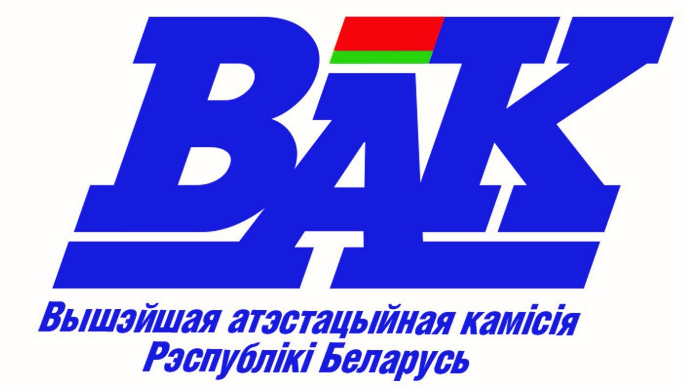 ВАК
Вышэйшая атэстацыйная камісія
Рэспублікі Беларусь